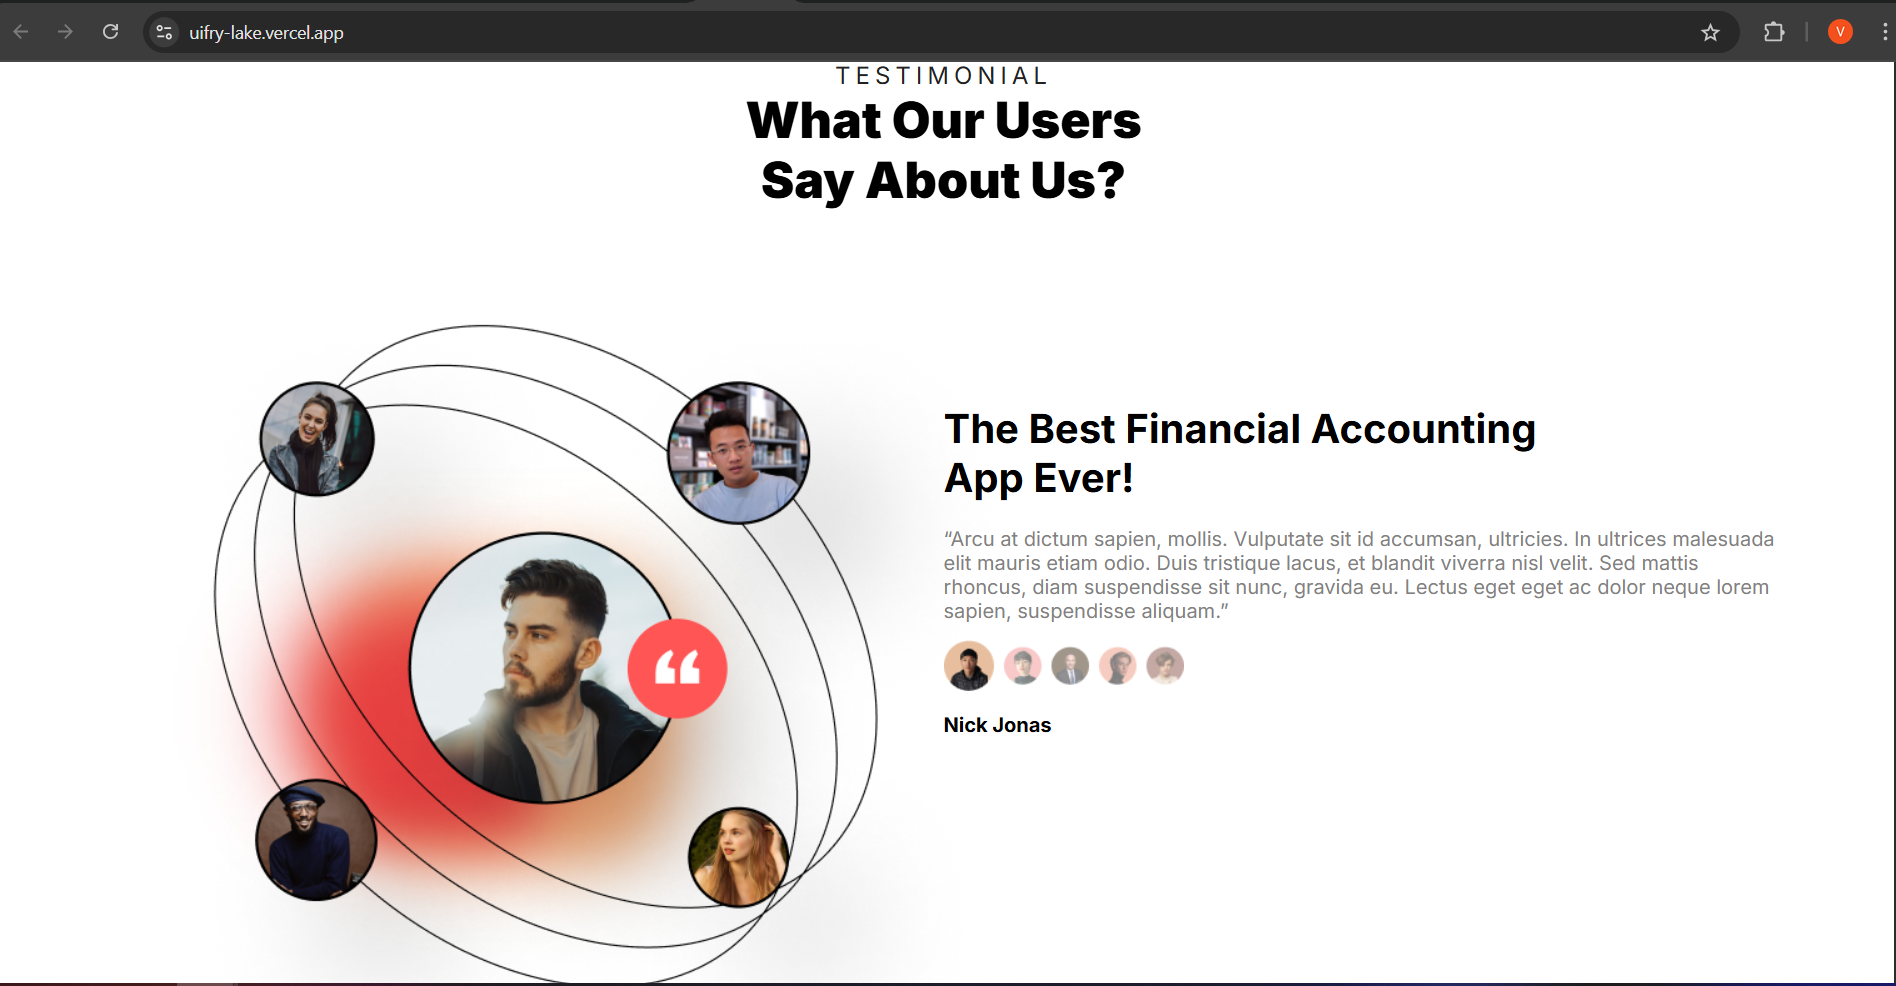 uifry-lake.vercel.app
V
TESTIMONIAL
What Our Users
Say About Us?
The Best Financial Accounting
App Ever!
“Arcu at dictum sapien, mollis. Vulputate sit id accumsan, ultricies. In ultrices malesuada
elit mauris etiam odio. Duis tristique lacus, et blandit viverra nisl velit. Sed mattis
rhoncus, diam suspendisse sit nunc, gravida eu. Lectus eget eget ac dolor neque lorem
sapien, suspendisse aliquam.”
Nick Jonas